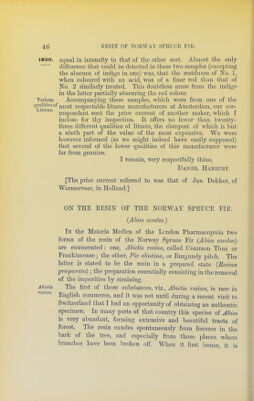 46 RESIN OF NORWAY SPRUCE FIR.
1850. equal in intensity to that of the other sort. Almost the only
difference that could be detected in these two samples (excepting
the absence of indigo in one) was, that the residuum of No. 1,
when coloured with an acid, was of a finer red than that of
No. 2 similarly treated. This doubtless arose from the indigo
in the latter partially obscuring the red colour.
Various Accompanying these samples, which were from one of the
qualities of most respectable litmus manufacturers at Amsterdam, our cor-
Litmus. respondent sent the price current of another maker, which I
inclose for thy inspection. It offers no fewer than twenty-
three different qualities of litmus, the cheapest of which is but
a ninth part of the value of the most expensive. We were
however informed (as we might indeed have easily supposed)
that several of the lower qualities of this manufacturer were
far from genuine.
I remain, very respectfully thine,
DANIEL HANBURY.
[The price current referred to was that of Jan Dekker, of
Wormerveer, in Holland.]
ON THE RESIN OF THE NORWAY SPRUCE FIR.
(Abies excelsa.)
IN the Materia Medica of the London Pharmacopœia two
forms of the resin of the Norway Spruce Fir (Abies excelsa)
are enumerated: one, Abietis resina, called Common Thus or
Frankincense; the other, Pix abietina, or Burgundy pitch. The
latter is stated to be the resin in a prepared state (Resina
præparata); the preparation essentially consisting in the removal
of the impurities by straining.
Abietis The first of these substances, viz., Abietis resina, is rare in
resina. English commerce, and it was not until during a recent visit to
Switzerland that I had an opportunity of obtaining an authentic
specimen. In many parts of that country this species of Abies
is very abundant, forming extensive and beautiful tracts of
forest. The resin exudes spontaneously from fissures in the
bark of the tree, and especially from those places where
branches have been broken off. When it first issues, it is